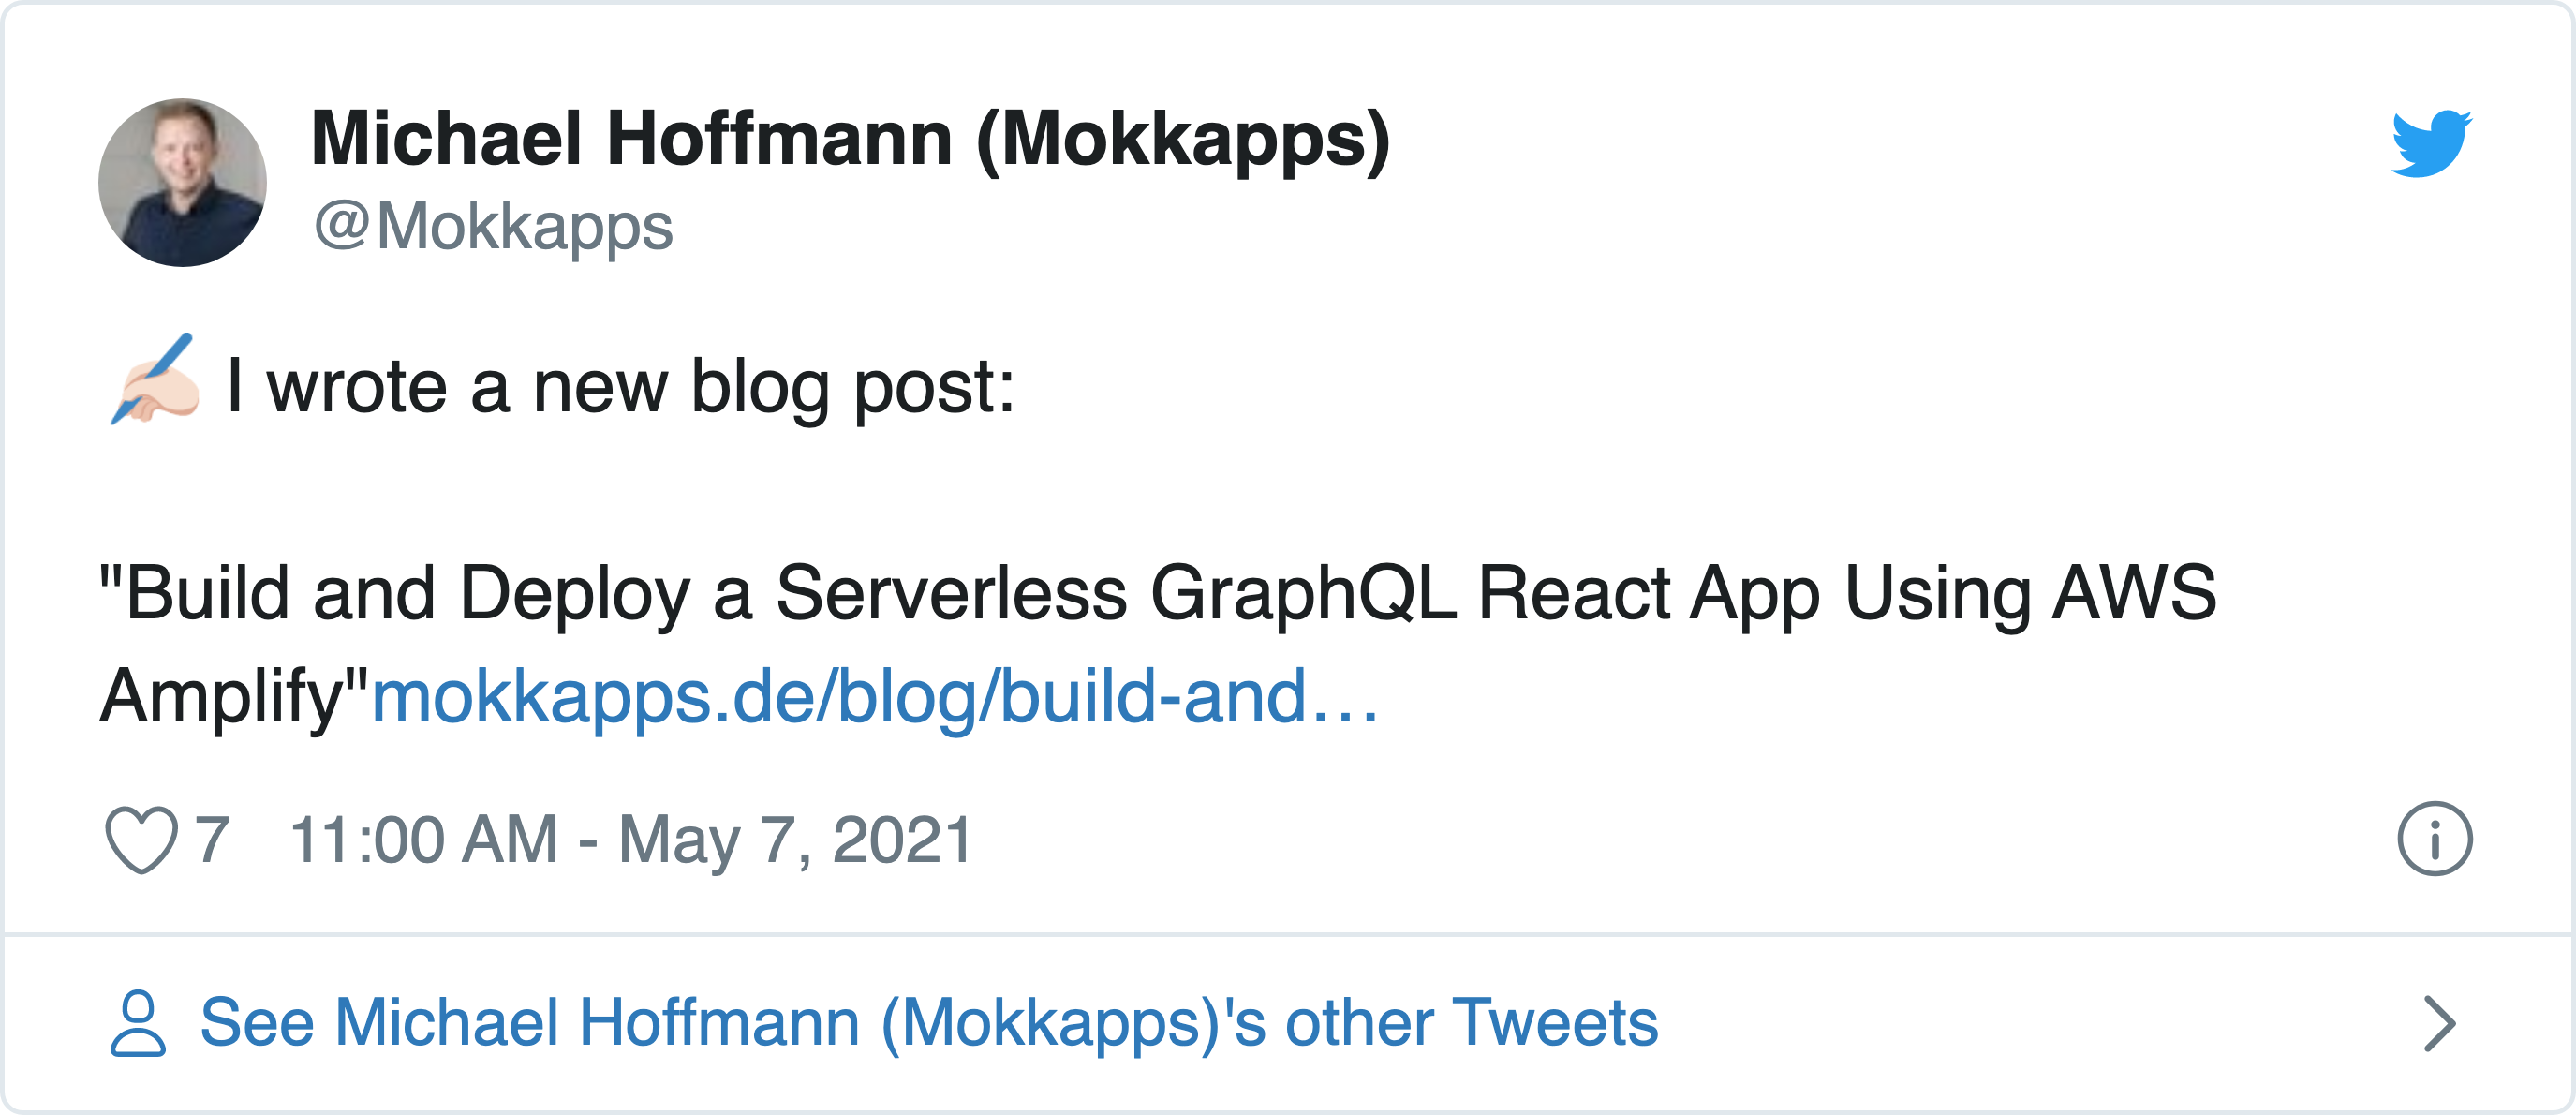 Michael Hoffmann (Mokkapps)
@Mokkapps
✍🏻 I wrote a new blog post:
"Build and Deploy a Serverless GraphQL React App Using AWS
Amplify"mokkapps.de/blog/build-and…
7 11:00 AM - May 7, 2021
See Michael Hoffmann (Mokkapps)'s other Tweets